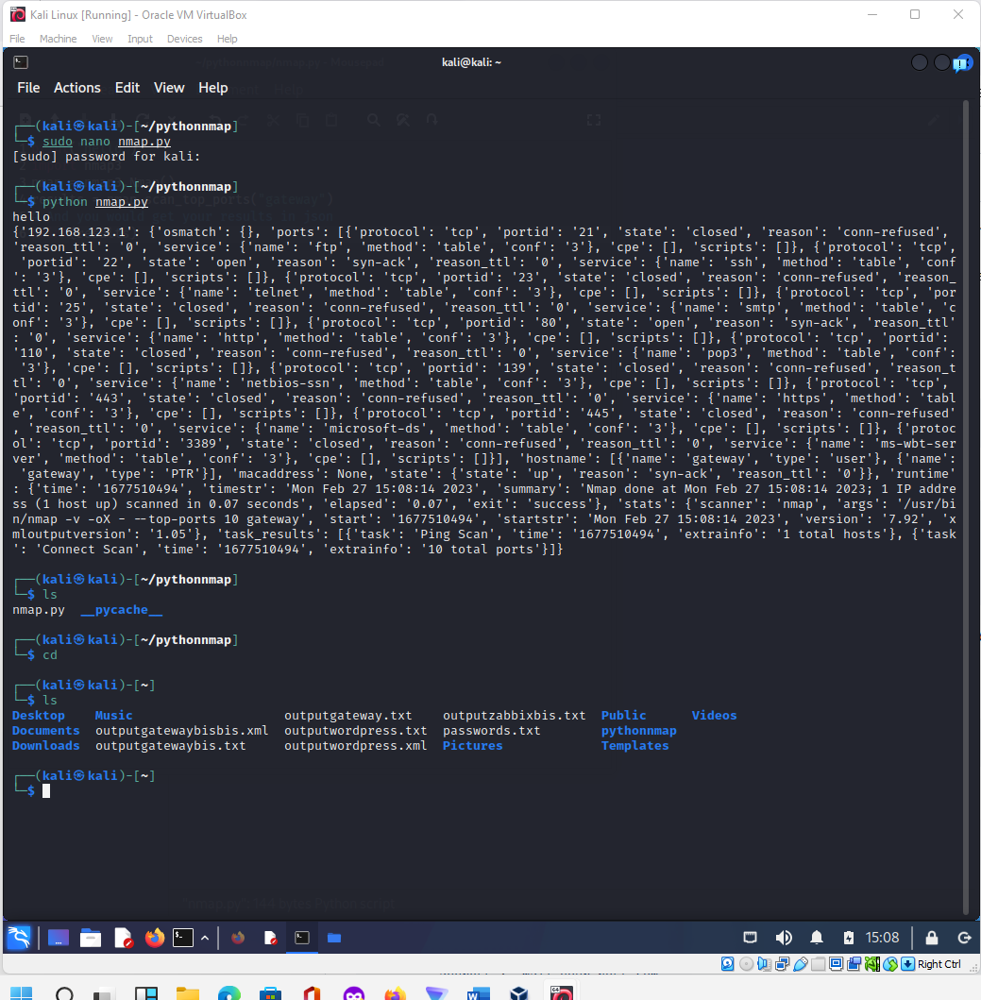 Kali Linux [Running] - Oracle VM VirtualBox
File Machine View Input Devices Help
kali@kali: ~
File Actions Edit View Help
┌──(kali㉿kali)-[~/pythonnmap]
└─$ sudo nano nmap.py
[sudo] password for kali:
┌──(kali㉿kali)-[~/pythonnmap]
└─$ python nmap.py
hello
{'192.168.123.1': {'osmatch': {}, 'ports': [{'protocol': 'tcp', 'portid': '21', 'state': 'closed', 'reason': 'conn-refused',
'reason_ttl': '0', 'service': {'name': 'ftp', 'method': 'table', 'conf': '3'}, 'cpe': [], 'scripts': []}, {'protocol': 'tcp',
'portid': '22', 'state': 'open', 'reason': 'syn-ack', 'reason_ttl': '0', 'service': {'name': 'ssh', 'method': 'table', 'conf
': '3'}, 'cpe': [], 'scripts': []}, {'protocol': 'tcp', 'portid': '23', 'state': 'closed', 'reason': 'conn-refused', 'reason_
ttl': '0', 'service': {'name': 'telnet', 'method': 'table', 'conf': '3'}, 'cpe': [], 'scripts': []}, {'protocol': 'tcp', 'por
tid': '25', 'state': 'closed', 'reason': 'conn-refused', 'reason_ttl': '0', 'service': {'name': 'smtp', 'method': 'table', 'c
onf': '3'}, 'cpe': [], 'scripts': []}, {'protocol': 'tcp', 'portid': '80', 'state': 'open', 'reason': 'syn-ack', 'reason_ttl'
: '0', 'service': {'name': 'http', 'method': 'table', 'conf': '3'}, 'cpe': [], 'scripts': []}, {'protocol': 'tcp', 'portid':
'110', 'state': 'closed', 'reason': 'conn-refused', 'reason_ttl': '0', 'service': {'name': 'pop3', 'method': 'table', 'conf':
'3'}, 'cpe': [], 'scripts': []}, {'protocol': 'tcp', 'portid': '139', 'state': 'closed', 'reason': 'conn-refused', 'reason_tt
l': '0', 'service': {'name': 'netbios-ssn', 'method': 'table', 'conf': '3'}, 'cpe': [], 'scripts': []}, {'protocol': 'tcp',
'portid': '443', 'state': 'closed', 'reason': 'conn-refused', 'reason_ttl': '0', 'service': {'name': 'https', 'method': 'tabl
e', 'conf': '3'}, 'cpe': [], 'scripts': []}, {'protocol': 'tcp', 'portid': '445', 'state': 'closed', 'reason': 'conn-refused'
, 'reason_ttl': '0', 'service': {'name': 'microsoft-ds', 'method': 'table', 'conf': '3'}, 'cpe': [], 'scripts': []}, {'protoc
ol': 'tcp', 'portid': '3389', 'state': 'closed', 'reason': 'conn-refused', 'reason_ttl': '0', 'service': {'name': 'ms-wbt-ser
ver', 'method': 'table', 'conf': '3'}, 'cpe': [], 'scripts': []}], 'hostname': [{'name': 'gateway', 'type': 'user'}, {'name':
'gateway', 'type': 'PTR'}], 'macaddress': None, 'state': {'state': 'up', 'reason': 'syn-ack', 'reason_ttl': '0'}}, 'runtime'
: {'time': '1677510494', 'timestr': 'Mon Feb 27 15:08:14 2023', 'summary': 'Nmap done at Mon Feb 27 15:08:14 2023; 1 IP addre
ss (1 host up) scanned in 0.07 seconds', 'elapsed': '0.07', 'exit': 'success'}, 'stats': {'scanner': 'nmap', 'args': '/usr/bi
n/nmap -v -oX - --top-ports 10 gateway', 'start': '1677510494', 'startstr': 'Mon Feb 27 15:08:14 2023', 'version': '7.92', 'x
mloutputversion': '1.05'}, 'task_results': [{'task': 'Ping Scan', 'time': '1677510494', 'extrainfo': '1 total hosts'}, {'task
': 'Connect Scan', 'time': '1677510494', 'extrainfo': '10 total ports'}]}
┌──(kali㉿kali)-[~/pythonnmap]
└─$ ls
nmap.py __pycache__
┌──(kali㉿kali)-[~/pythonnmap]
└─$ cd
┌──(kali㉿kali)-[~]
└─$ ls
Desktop Music outputgateway.txt outputzabbixbis.txt Public Videos
Documents outputgatewaybisbis.xml outputwordpress.txt passwords.txt pythonnmap
Downloads outputgatewaybis.txt outputwordpress.xml Pictures Templates
┌──(kali㉿kali)-[~]
└─$
15:08
Right Ctrl